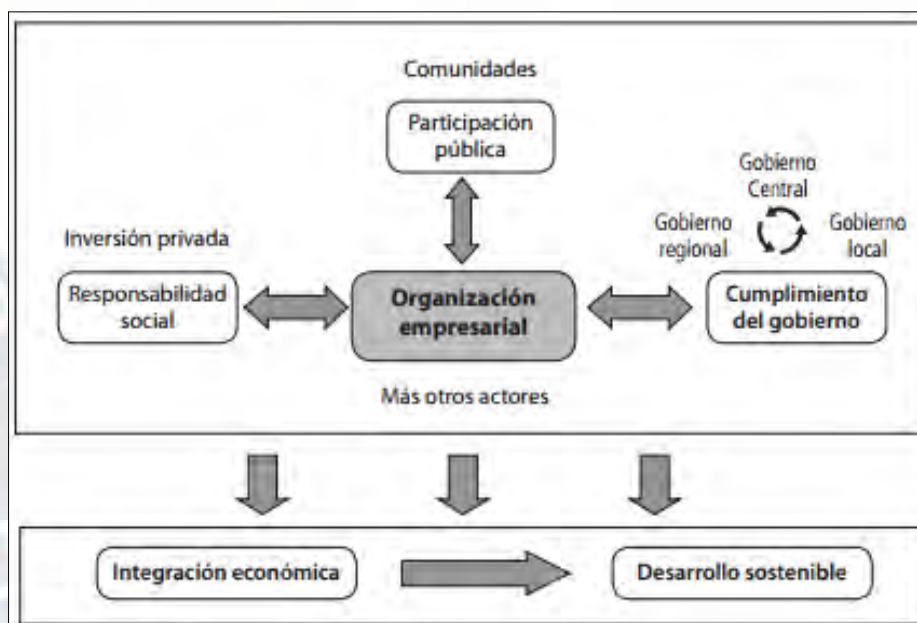 Comunidades
Participación
pública
Gobierno
Central
Gobierno
regional
Gobierno
local
Inversión privada
Responsabilidad
social
Organización
empresarial
Cumplimiento
del gobierno
Más otros actores
Integración económica
Desarrollo sostenible